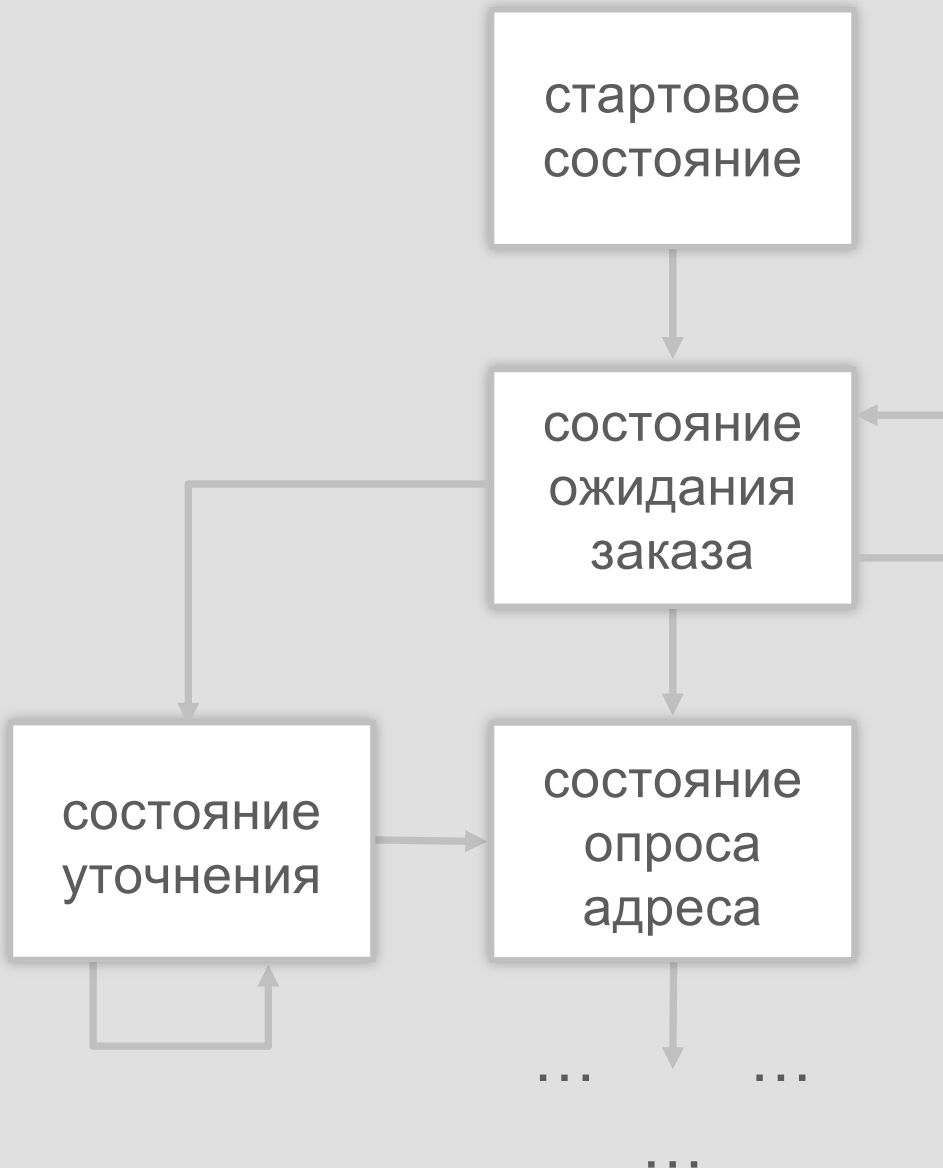 стартовое
состояние
состояние
ожидания
заказа
состояние
уточнения
состояние
опроса
адреса
... ...
...